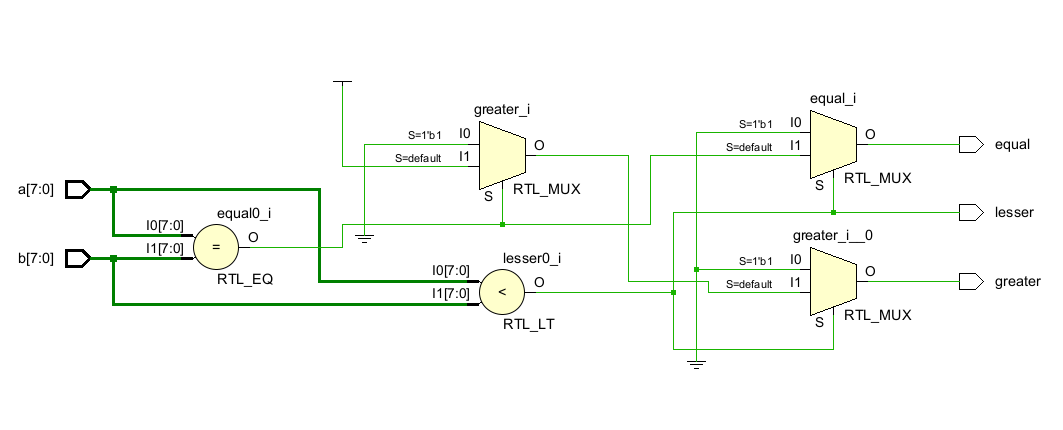 equal_i
greater_i
S=1'b1 I0
S=1'b1 I0
O
O
equal
S=default I1
S=default I1
S
RTL_MUX
S
RTL_MUX
a[7:0]
equal0_i
lesser
I0[7:0]
O
greater_i__0
I1[7:0]
=
b[7:0]
lesser0_i
S=1'b1 I0
I0[7:0]
O
O
greater
RTL_EQ
I1[7:0]
<
S=default I1
RTL_LT
S
RTL_MUX